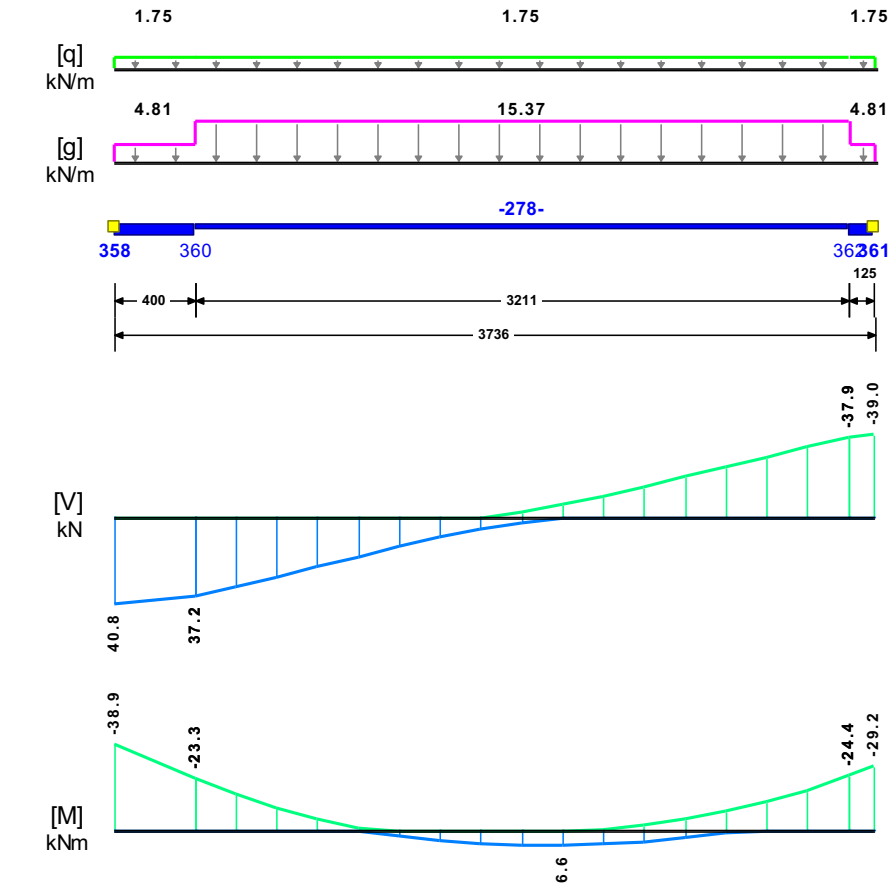 1.75 1.75 1.75
[q]
kN/m
4.81 15.37 4.81
[g]
kN/m
-278-
358 360 362 361
125
400 3211
3736
-37.9 -39.0
[V]
kN
40.8 37.2
-38.9 -23.3 -24.4 -29.2
[M]
kNm
6.6